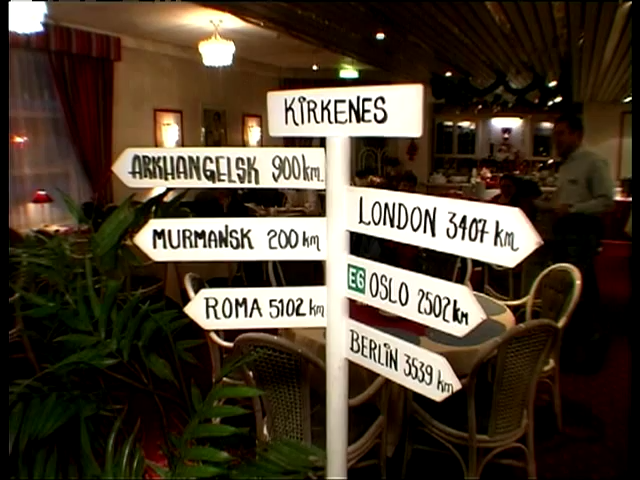 KIRKENES
ARKHANGELSK 900 km.
LONDON 3407 km
MURMANSK 200 km
E6 OSLO 2502 km
ROMA 5102 km
BERLIN 3539 km